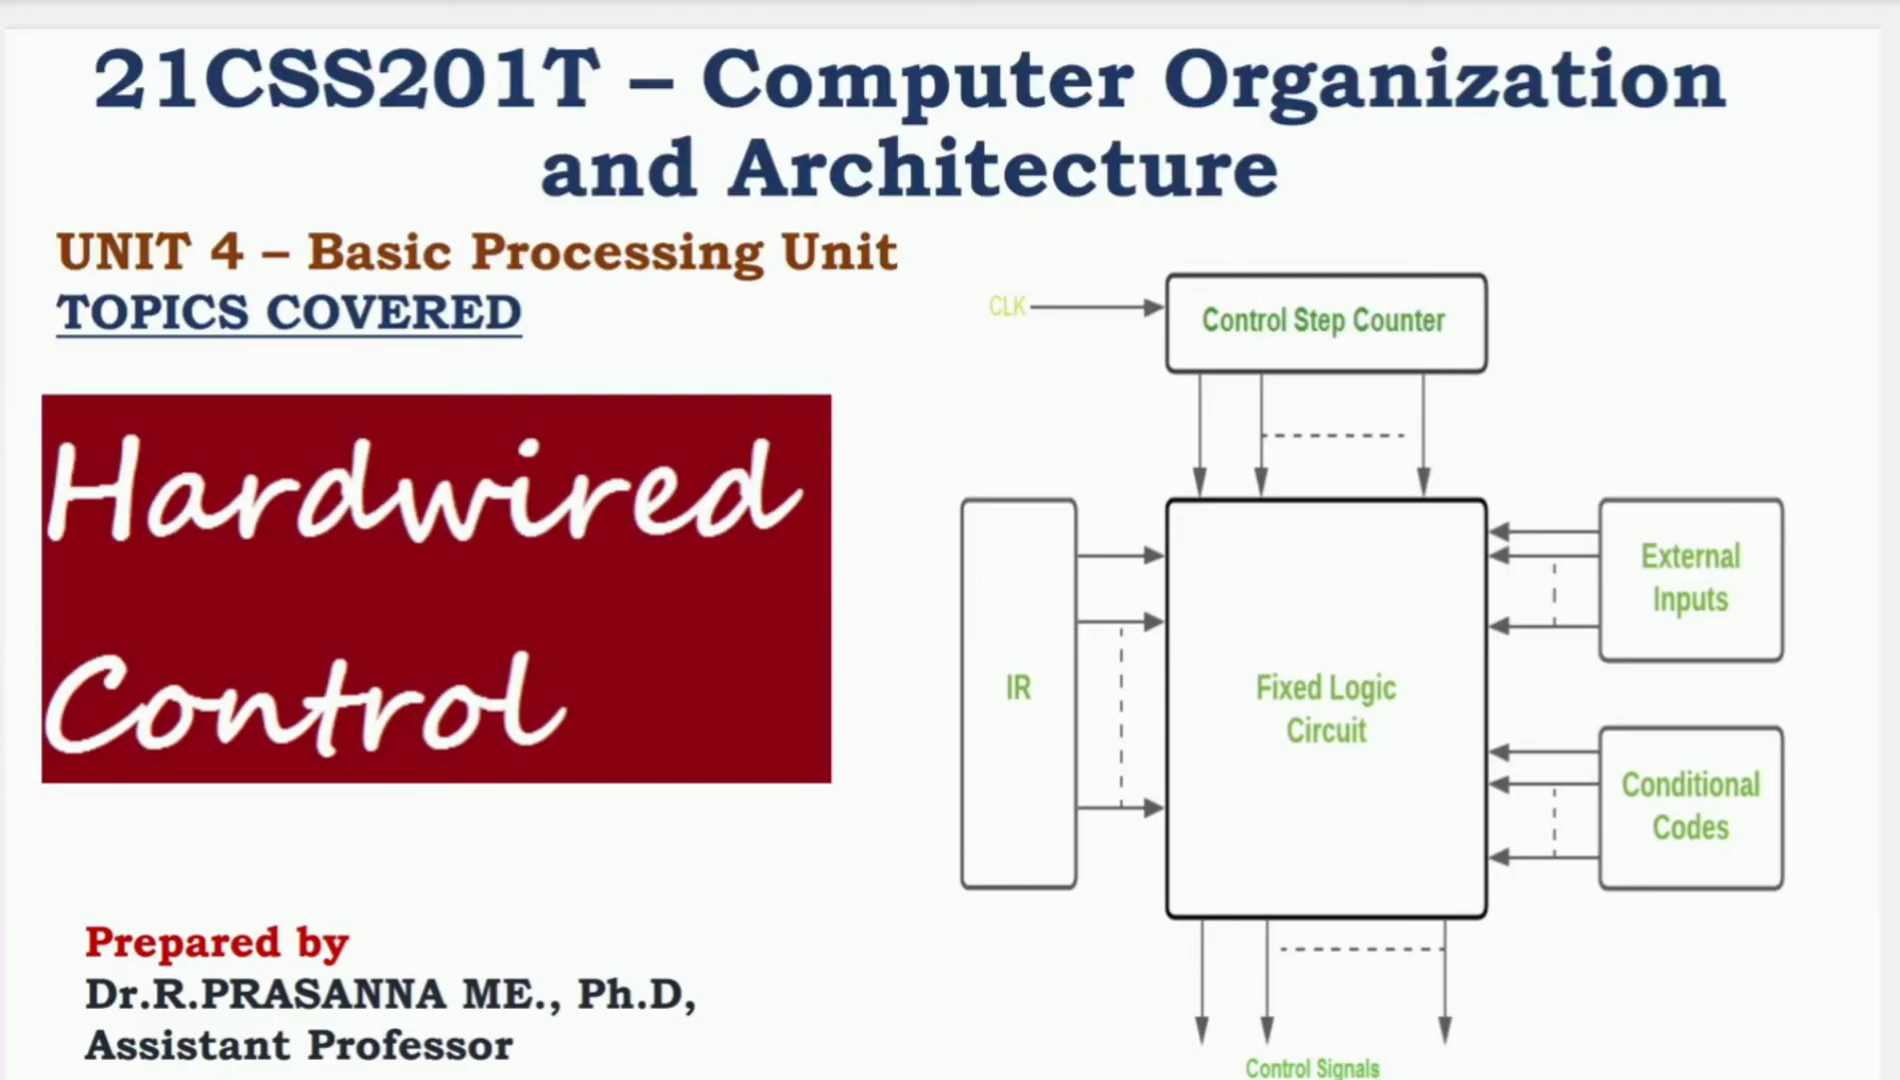 21CSS201T – Computer Organization
and Architecture
UNIT 4 – Basic Processing Unit
TOPICS COVERED
Hardwired
Control
Prepared by
Dr.R.PRASANNA ME., Ph.D,
Assistant Professor
CLK
Control Step Counter
IR
Fixed Logic
Circuit
External
Inputs
Conditional
Codes
Control Signals